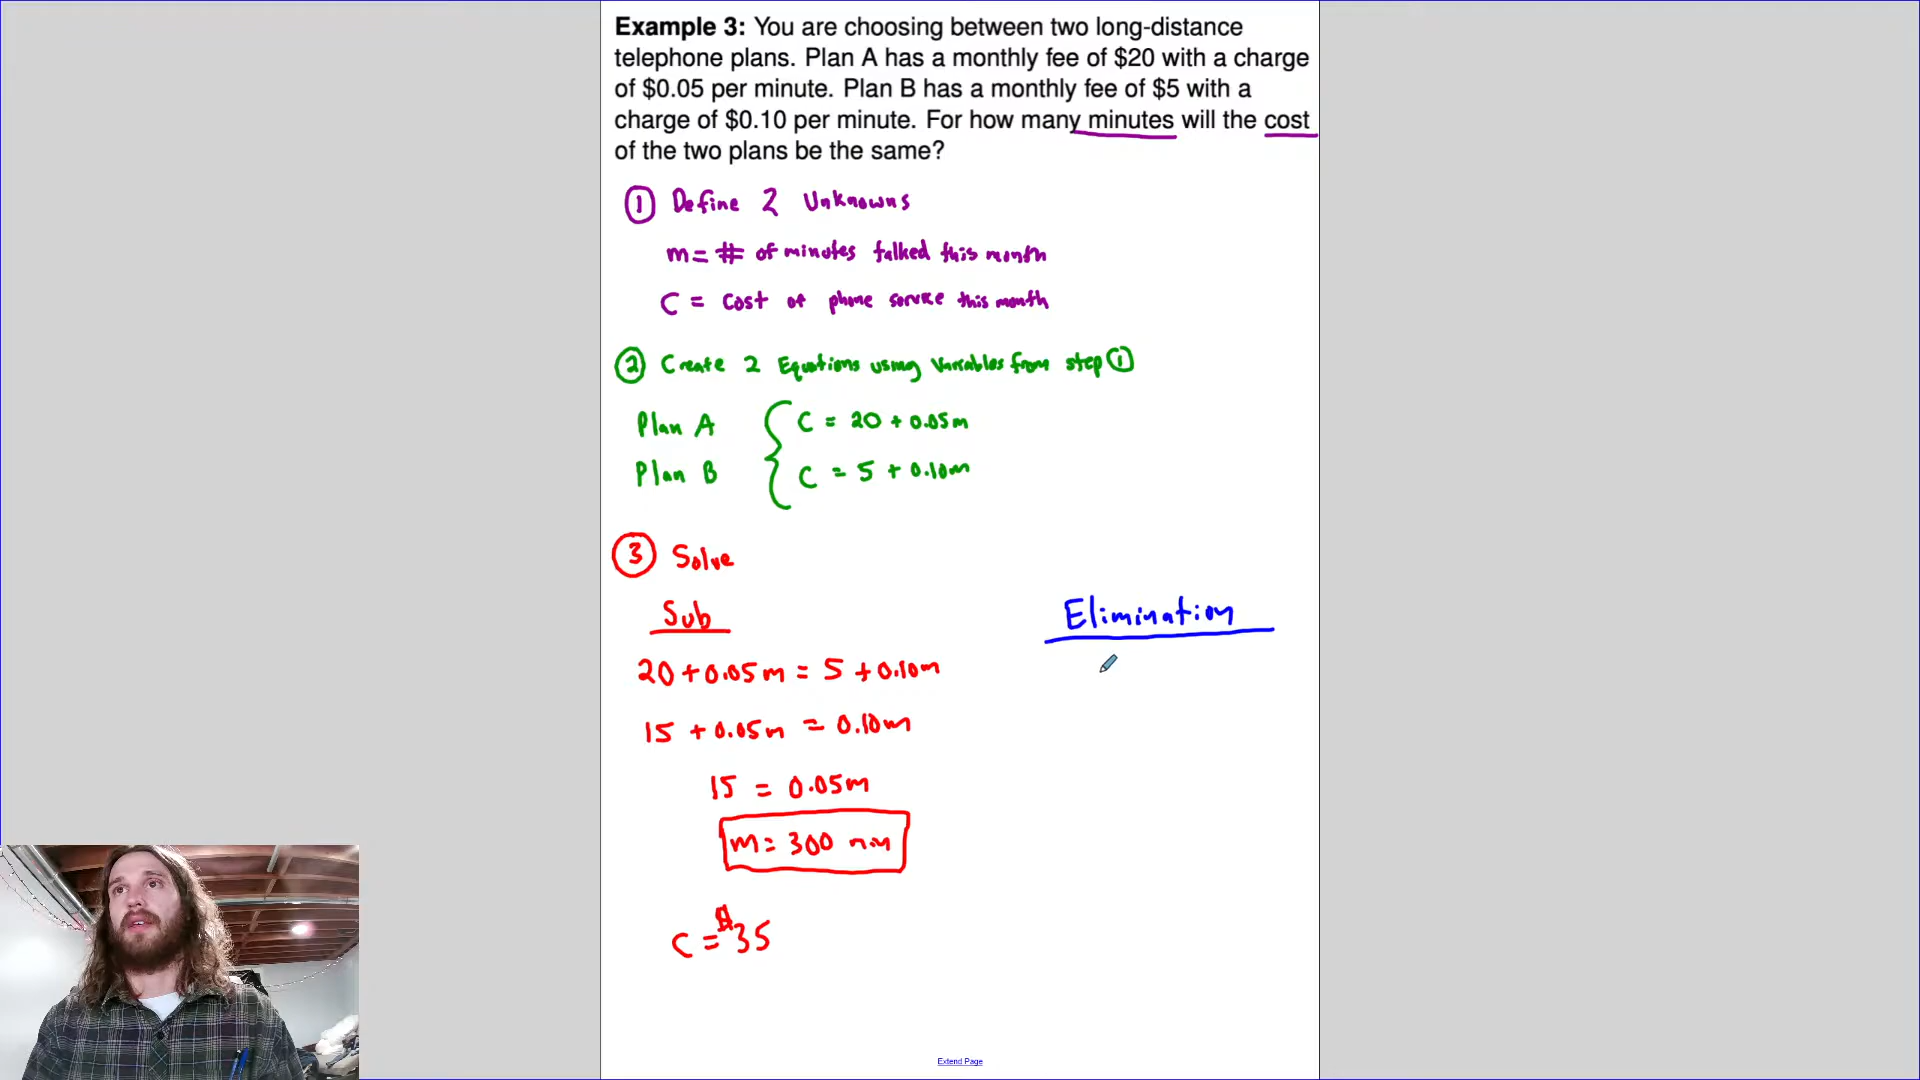 Example 3: You are choosing between two long-distance
telephone plans. Plan A has a monthly fee of $20 with a charge
of $0.05 per minute. Plan B has a monthly fee of $5 with a
charge of $0.10 per minute. For how many minutes will the cost
of the two plans be the same?
① Define 2 Unknowns
m = # of minutes talked this month
C = Cost of phone service this month
② Create 2 Equations using Variables from step ①
Plan A { C = 20 + 0.05m
Plan B C = 5 + 0.10m
③ Solve
Sub
20 + 0.05m = 5 + 0.10m
15 + 0.05m = 0.10m
15 = 0.05m
m = 300 min
C = $35
Elimination
Extend Page